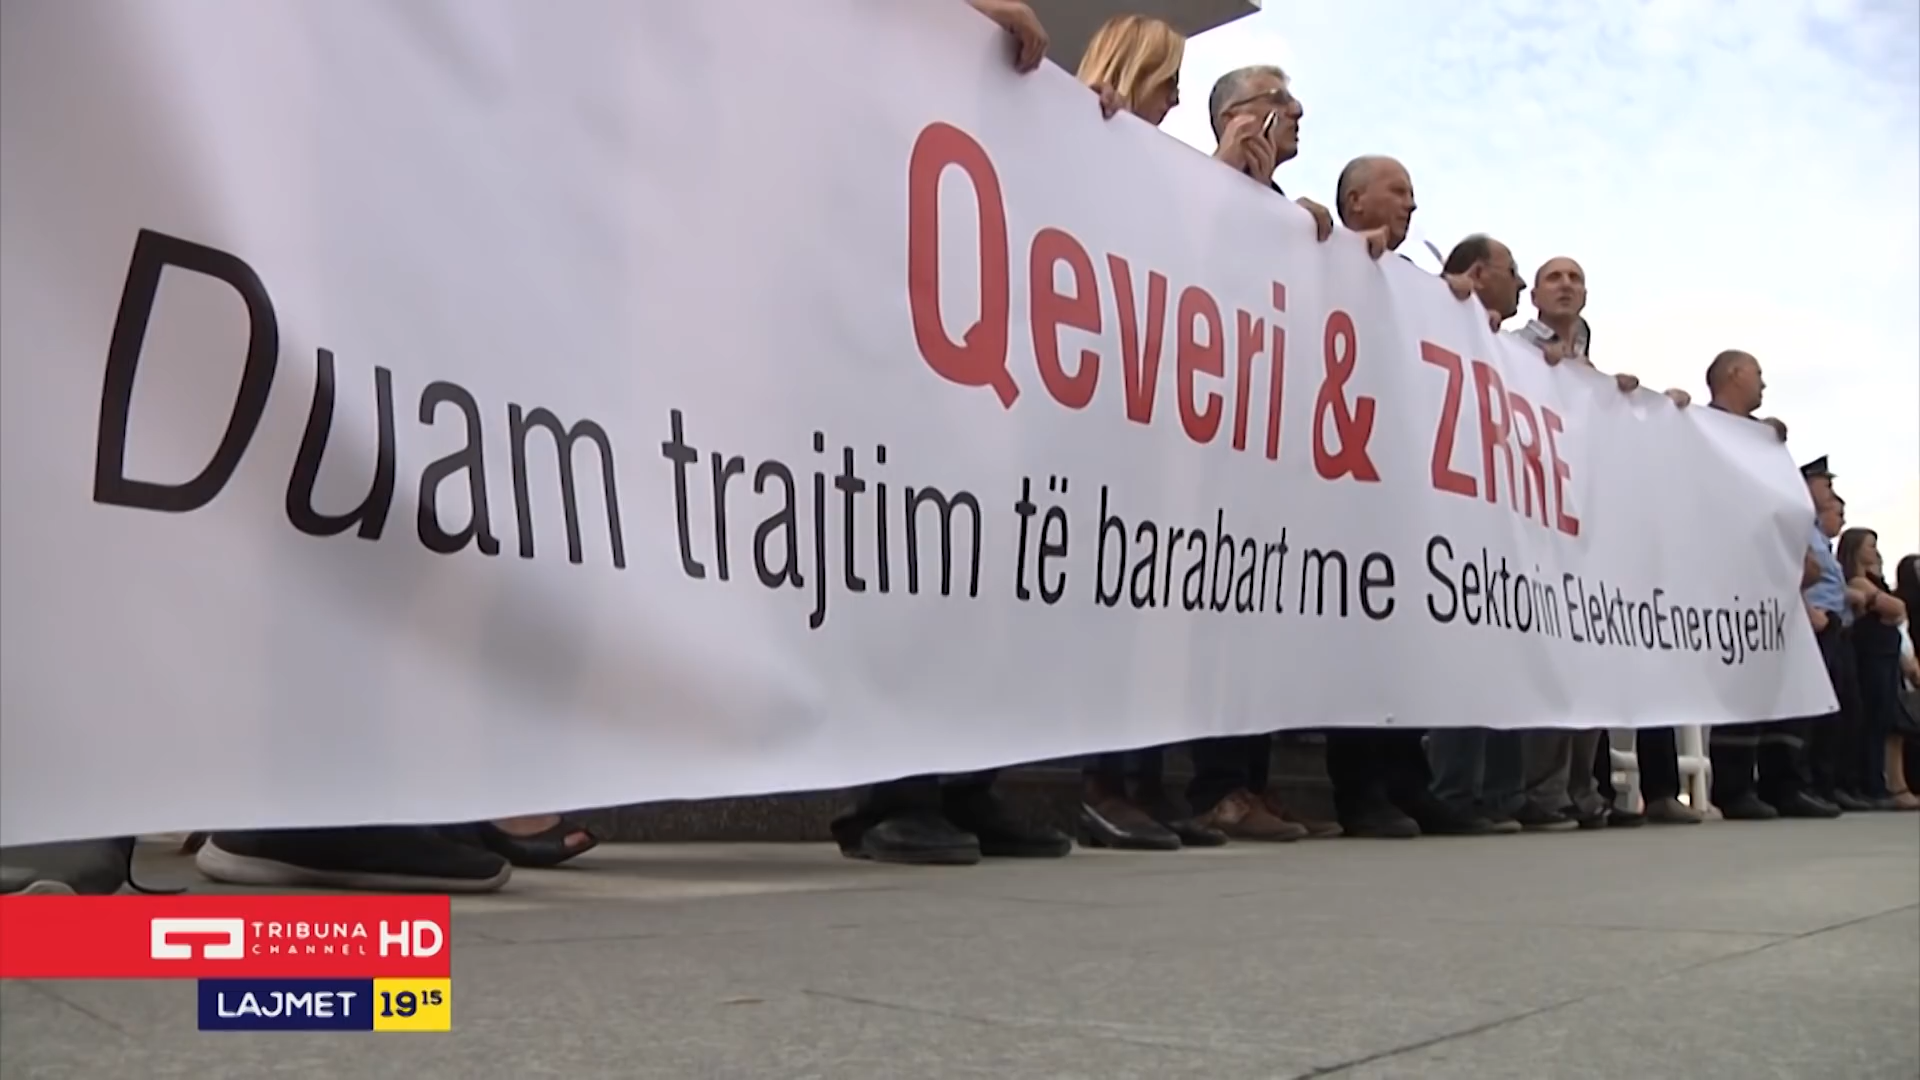 Qeveri & ZRRE
Duam trajtim të barabart me Sektorin ElektroEnergjetik
TRIBUNA
CHANNEL
HD
LAJMET 19 15